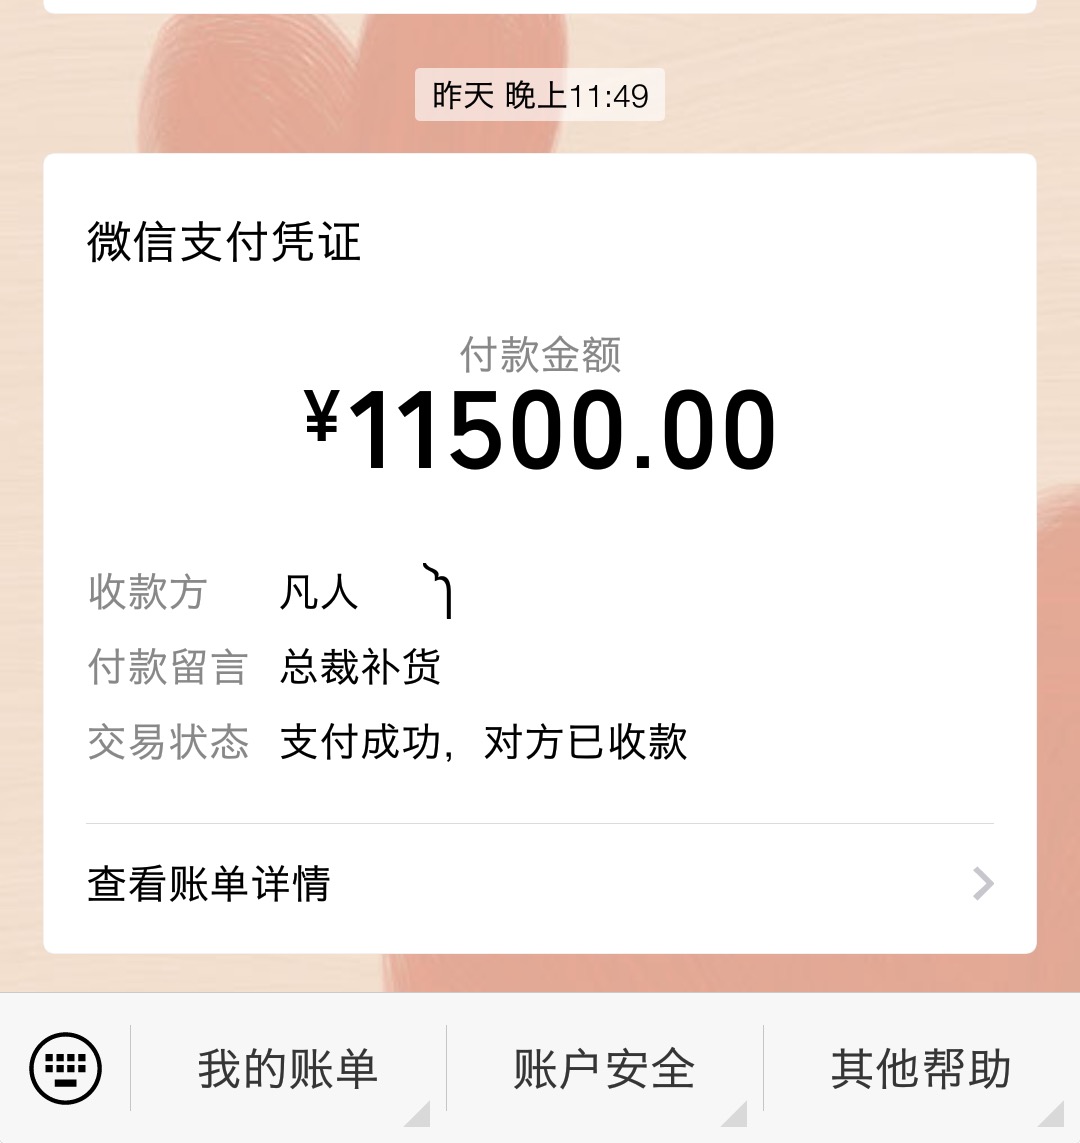 昨天 晚上11:49
微信支付凭证
付款金额
¥11500.00
收款方 凡人
付款留言 总裁补货
交易状态 支付成功，对方已收款
查看账单详情
我的账单 账户安全 其他帮助